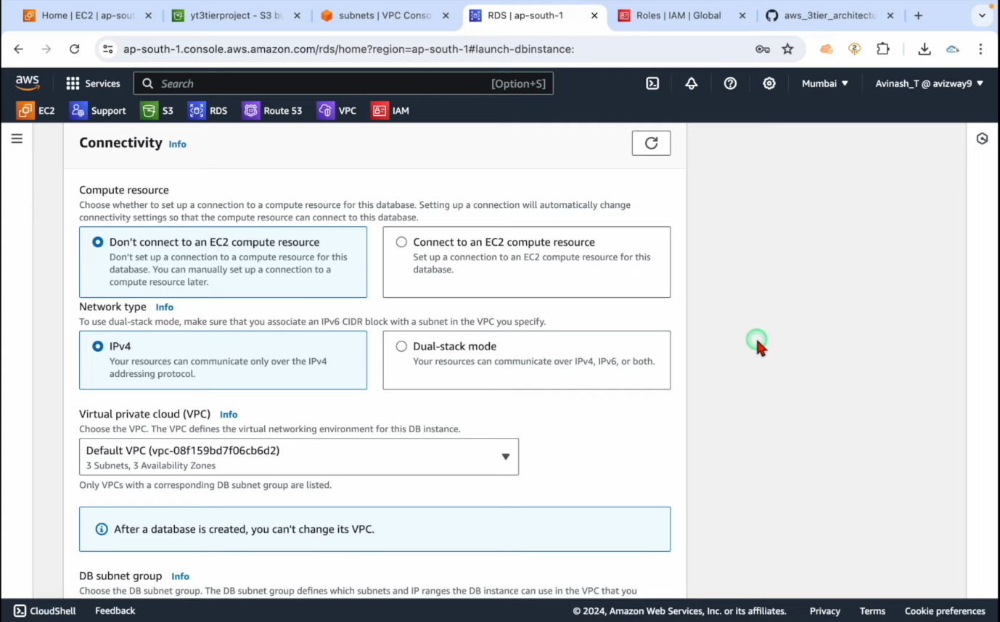 Home | EC2 | ap-sout
yt3tierproject - S3 bu
subnets | VPC Conso
RDS | ap-south-1
Roles | IAM | Global
aws_3tier_architectu
ap-south-1.console.aws.amazon.com/rds/home?region=ap-south-1#launch-dbinstance:
aws
Services
Search
[Option+S]
Mumbai
Avinash_T @ avizway9
EC2
Support
S3
RDS
Route 53
VPC
IAM
Connectivity Info
Compute resource
Choose whether to set up a connection to a compute resource for this database. Setting up a connection will automatically change
connectivity settings so that the compute resource can connect to this database.
Don't connect to an EC2 compute resource
Don't set up a connection to a compute resource for this
database. You can manually set up a connection to a
compute resource later.
Connect to an EC2 compute resource
Set up a connection to an EC2 compute resource for this
database.
Network type Info
To use dual-stack mode, make sure that you associate an IPv6 CIDR block with a subnet in the VPC you specify.
IPv4
Your resources can communicate only over the IPv4
addressing protocol.
Dual-stack mode
Your resources can communicate over IPv4, IPv6, or both.
Virtual private cloud (VPC) Info
Choose the VPC. The VPC defines the virtual networking environment for this DB instance.
Default VPC (vpc-08f159bd7f06cb6d2)
3 Subnets, 3 Availability Zones
Only VPCs with a corresponding DB subnet group are listed.
After a database is created, you can't change its VPC.
DB subnet group Info
Choose the DB subnet group. The DB subnet group defines which subnets and IP ranges the DB instance can use in the VPC that you
CloudShell
Feedback
© 2024, Amazon Web Services, Inc. or its affiliates.
Privacy
Terms
Cookie preferences